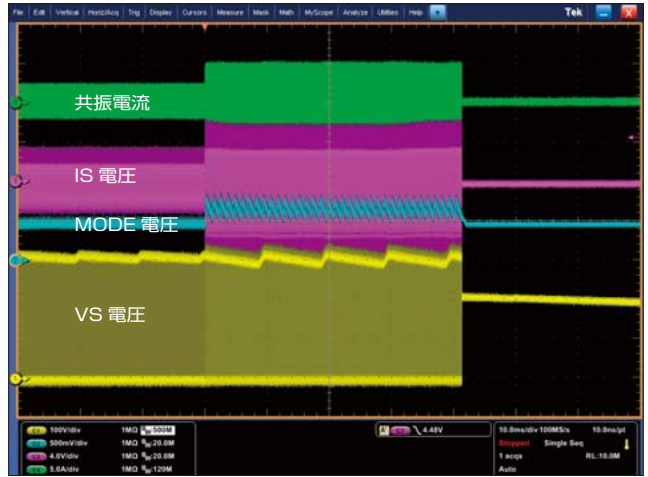 File Edit Vertical Horiz/Acq Trig Display Cursors Measure Mask Math MyScope Analyze Utilities Help Tek
共振電流
IS 電圧
MODE 電圧
VS 電圧
100V/div 1MΩ :500M
500mV/div 1MΩ :20.0M
4.0V/div 1MΩ :20.0M
5.0A/div 1MΩ :120M
4.48V
10.0ms/div 100MS/s 10.0ns/pt
Stopped Single Seq
1 acqs RL:10.0M
Auto